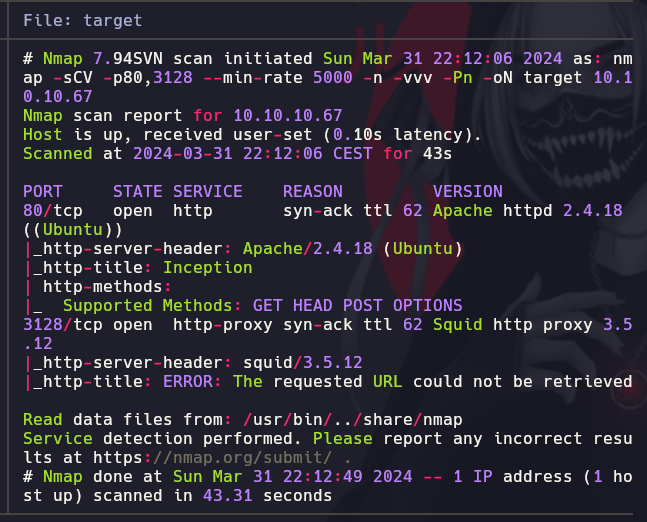 File: target
# Nmap 7.94SVN scan initiated Sun Mar 31 22:12:06 2024 as: nm
ap -sCV -p80,3128 --min-rate 5000 -n -vvv -Pn -oN target 10.1
0.10.67
Nmap scan report for 10.10.10.67
Host is up, received user-set (0.10s latency).
Scanned at 2024-03-31 22:12:06 CEST for 43s
PORT     STATE SERVICE    REASON         VERSION
80/tcp   open  http       syn-ack ttl 62 Apache httpd 2.4.18
((Ubuntu))
|_http-server-header: Apache/2.4.18 (Ubuntu)
|_http-title: Inception
| http-methods:
|_  Supported Methods: GET HEAD POST OPTIONS
3128/tcp open  http-proxy syn-ack ttl 62 Squid http proxy 3.5
.12
|_http-server-header: squid/3.5.12
|_http-title: ERROR: The requested URL could not be retrieved
Read data files from: /usr/bin/../share/nmap
Service detection performed. Please report any incorrect resu
lts at https://nmap.org/submit/ .
# Nmap done at Sun Mar 31 22:12:49 2024 -- 1 IP address (1 ho
st up) scanned in 43.31 seconds